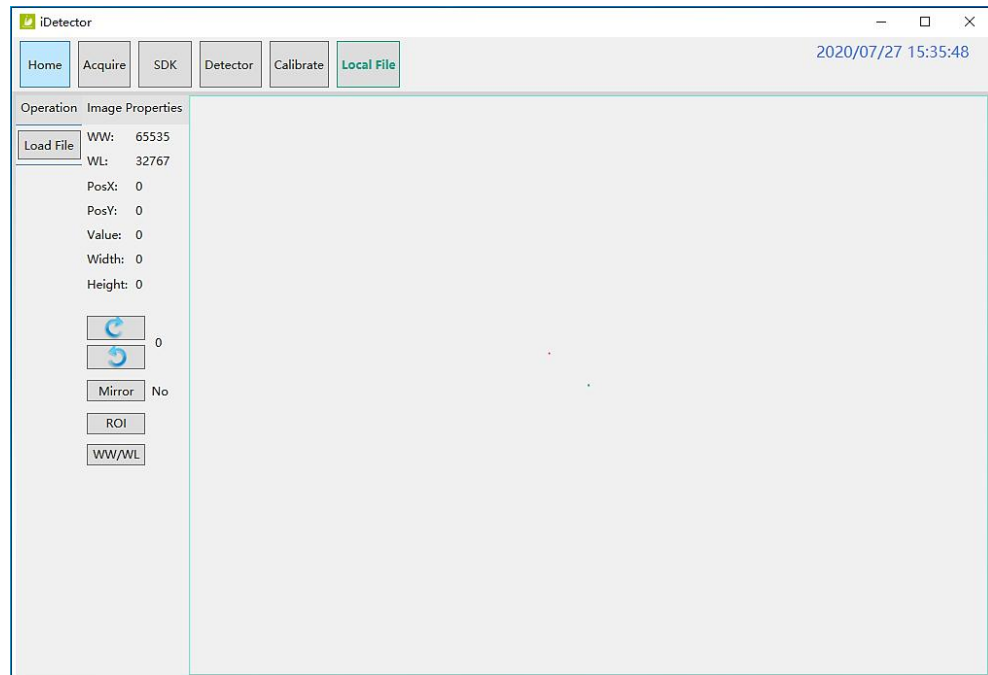 iDetector
Home Acquire SDK Detector Calibrate Local File
2020/07/27 15:35:48
Operation Image Properties
Load File
WW: 65535
WL: 32767
PosX: 0
PosY: 0
Value: 0
Width: 0
Height: 0
0
Mirror No
ROI
WW/WL